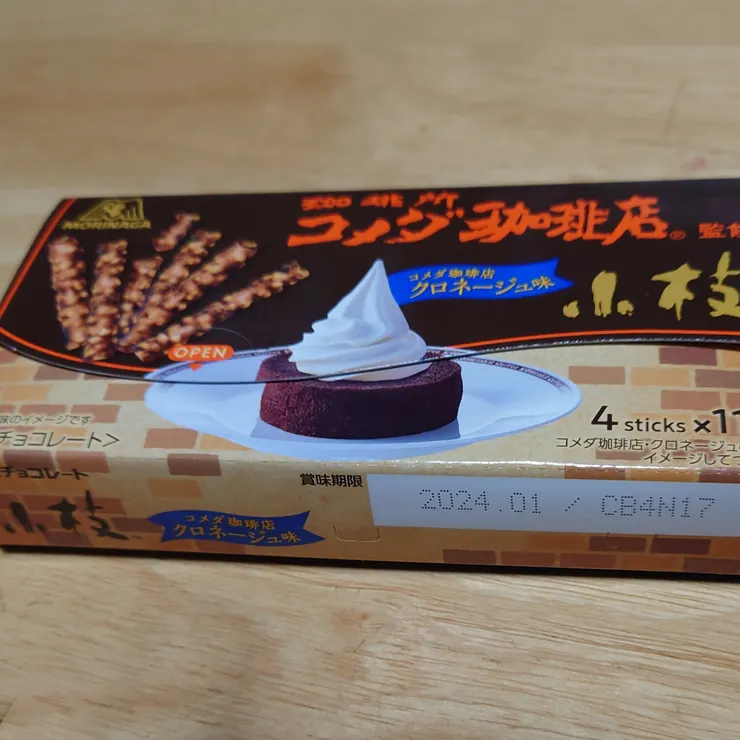 MORINAGA
珈琲所
コメダ珈琲店® 監修
コメダ珈琲店
クロネージュ味
小枝
OPEN
味のイメージです
チョコレート>
4 sticks ×11
コメダ珈琲店・クロネージュ
イメージして
チョコレート
小枝
コメダ珈琲店
クロネージュ味
賞味期限
2024.01 / CB4N17